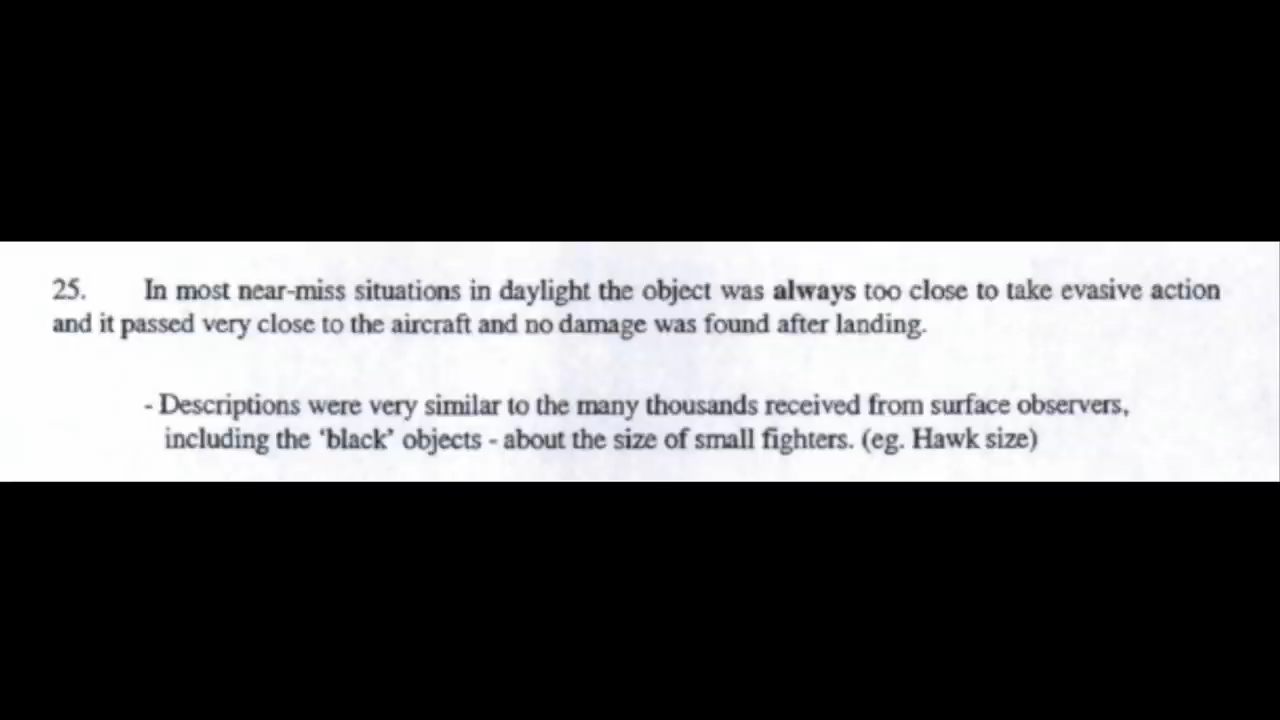 25. In most near-miss situations in daylight the object was always too close to take evasive action
and it passed very close to the aircraft and no damage was found after landing.
- Descriptions were very similar to the many thousands received from surface observers,
including the ‘black’ objects - about the size of small fighters. (eg. Hawk size)